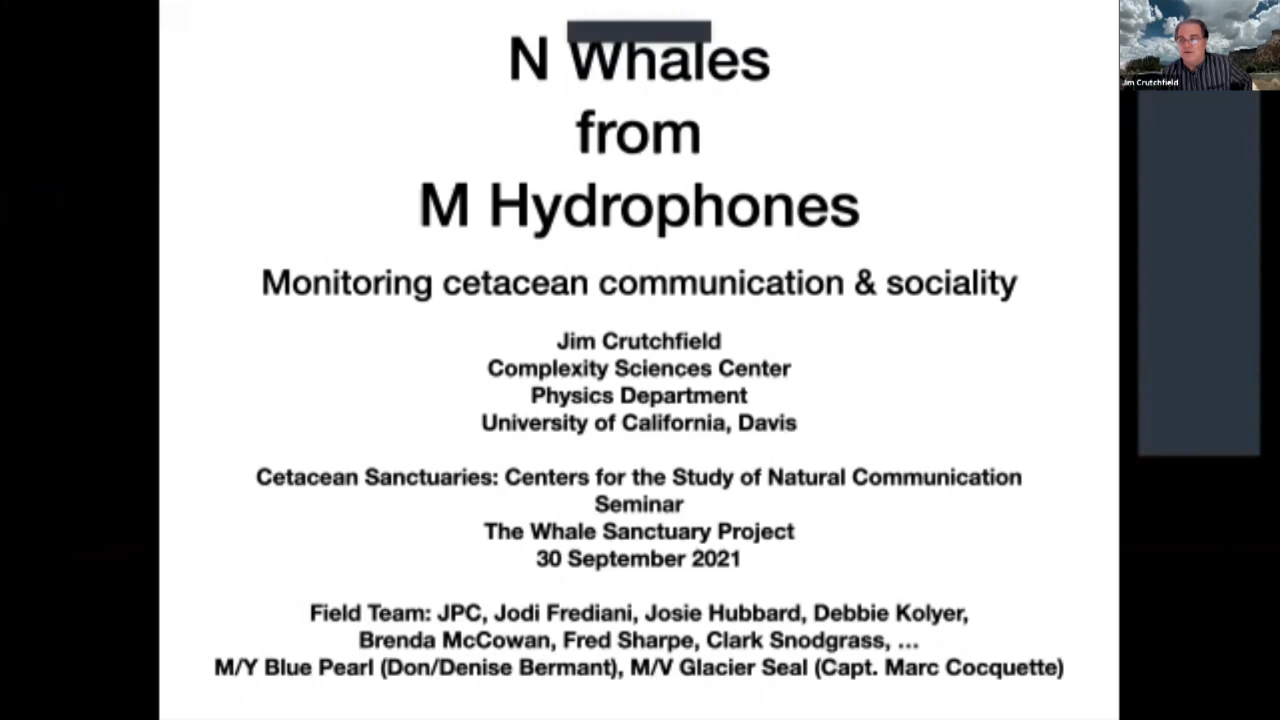 N Whales
from
M Hydrophones
Monitoring cetacean communication & sociality
Jim Crutchfield
Complexity Sciences Center
Physics Department
University of California, Davis
Cetacean Sanctuaries: Centers for the Study of Natural Communication
Seminar
The Whale Sanctuary Project
30 September 2021
Field Team: JPC, Jodi Frediani, Josie Hubbard, Debbie Kolyer,
Brenda McCowan, Fred Sharpe, Clark Snodgrass, ...
M/Y Blue Pearl (Don/Denise Bermant), M/V Glacier Seal (Capt. Marc Cocquette)
Jim Crutchfield